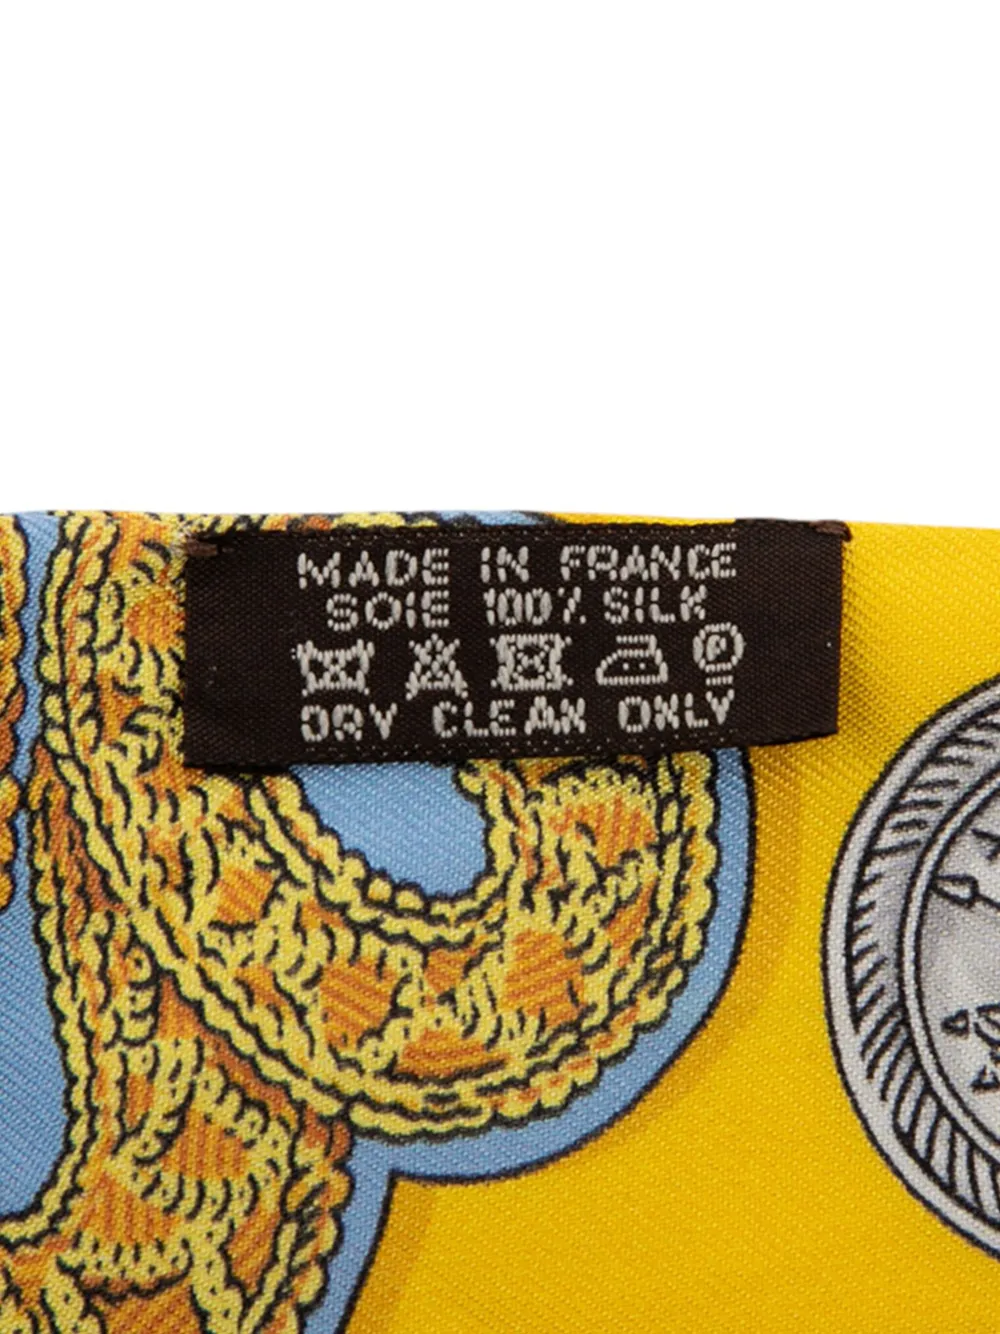 MADE IN FRANCE
SOIE 100% SILK
P
DRY CLEAN ONLY